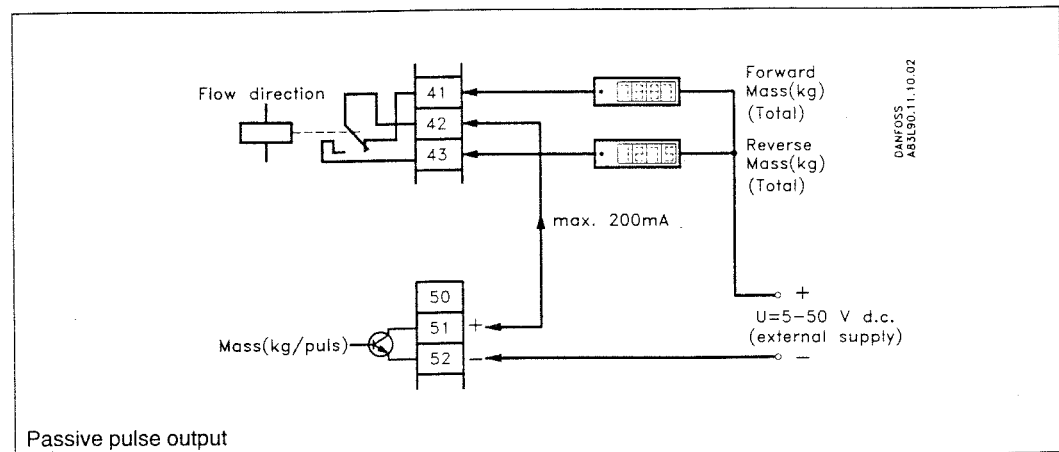 Flow direction
41
42
43
Forward
Mass(kg)
(Total)
Reverse
Mass(kg)
(Total)
DANFOSS
A83L90.11.10.02
max. 200mA
50
51 +
52 −
Mass(kg/puls)
+
U=5-50 V d.c.
(external supply)
−
Passive pulse output